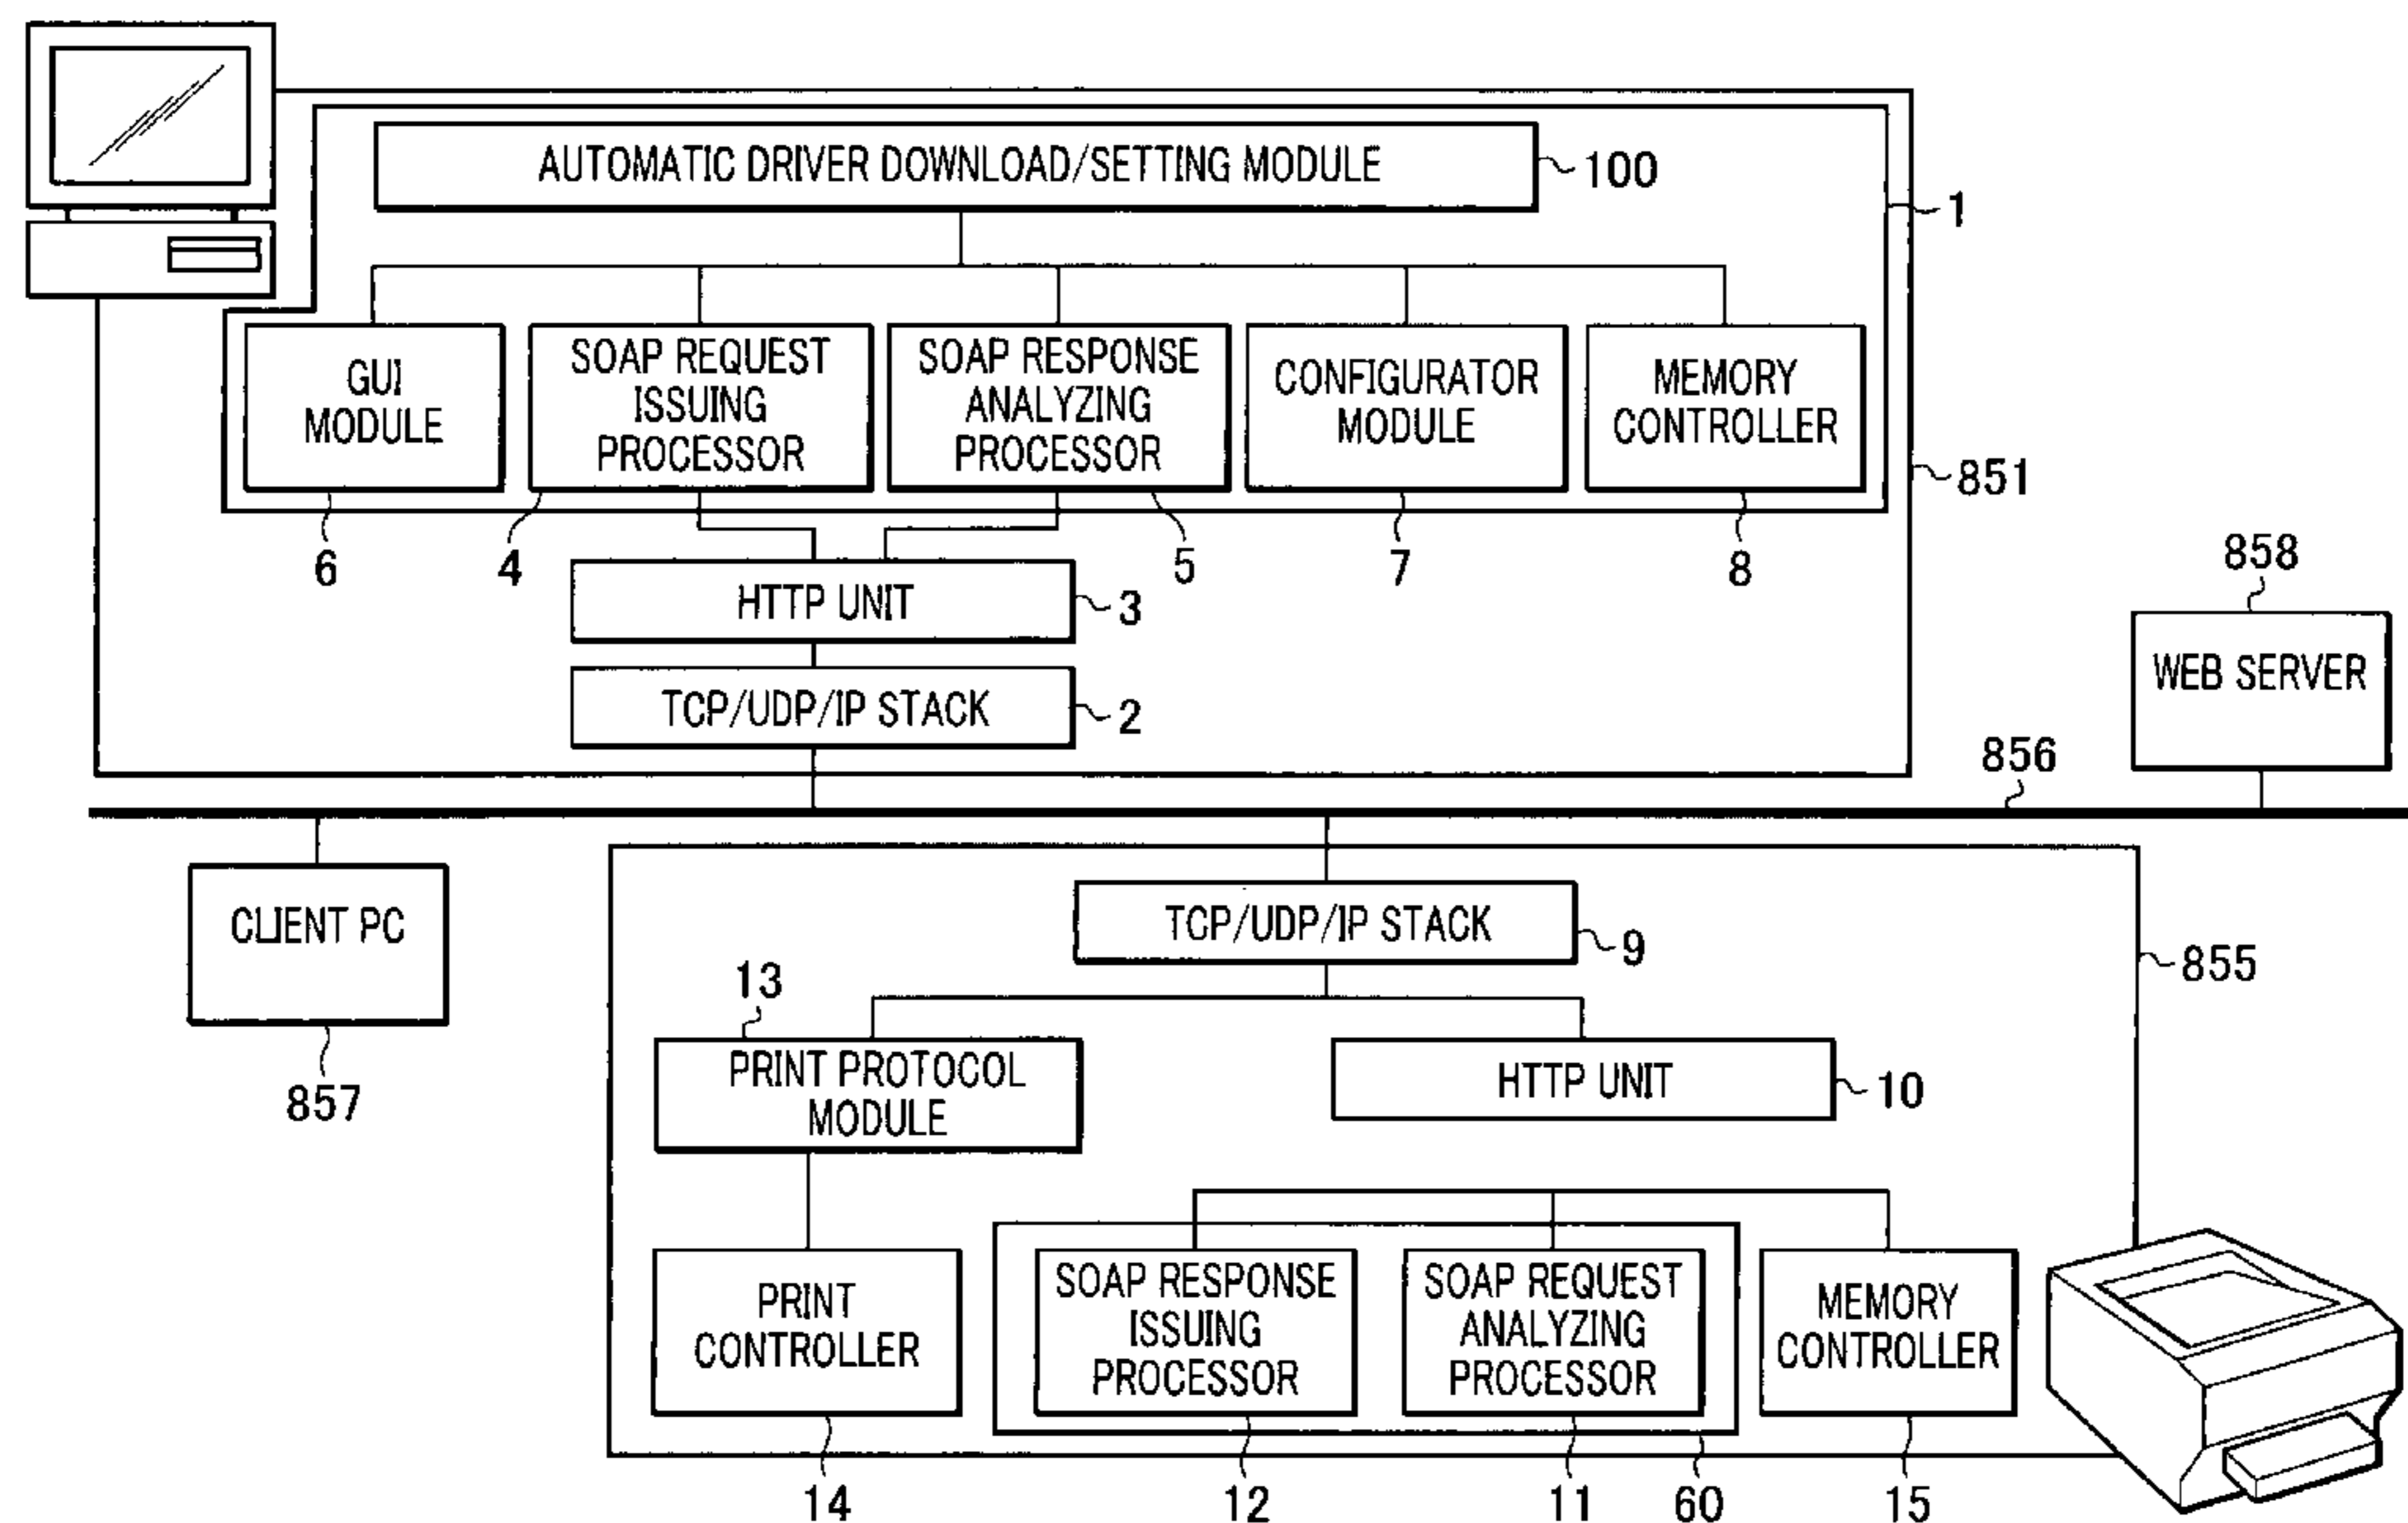 AUTOMATIC DRIVER DOWNLOAD/SETTING MODULE
100
1
GUI
MODULE
SOAP REQUEST
ISSUING
PROCESSOR
SOAP RESPONSE
ANALYZING
PROCESSOR
CONFIGURATOR
MODULE
MEMORY
CONTROLLER
851
6
4
5
7
8
HTTP UNIT
3
858
WEB SERVER
TCP/UDP/IP STACK
2
856
CLIENT PC
857
TCP/UDP/IP STACK
9
855
13
PRINT PROTOCOL
MODULE
HTTP UNIT
10
PRINT
CONTROLLER
SOAP RESPONSE
ISSUING
PROCESSOR
SOAP REQUEST
ANALYZING
PROCESSOR
MEMORY
CONTROLLER
14
12
11
60
15